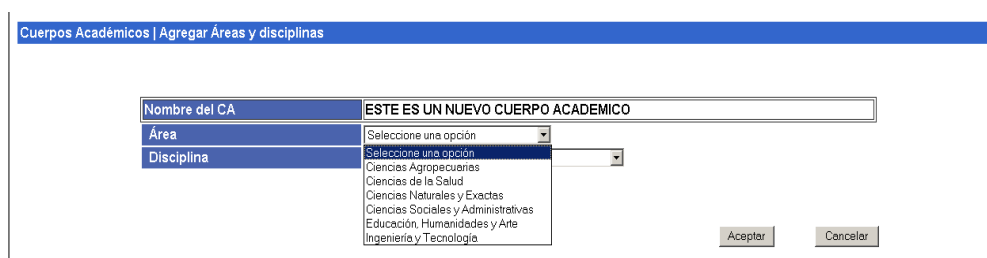 Cuerpos Académicos | Agregar Áreas y disciplinas
Nombre del CA ESTE ES UN NUEVO CUERPO ACADEMICO
Área Seleccione una opción
Disciplina Seleccione una opción
Ciencias Agropecuarias
Ciencias de la Salud
Ciencias Naturales y Exactas
Ciencias Sociales y Administrativas
Educación, Humanidades y Arte
Ingeniería y Tecnología
Aceptar Cancelar